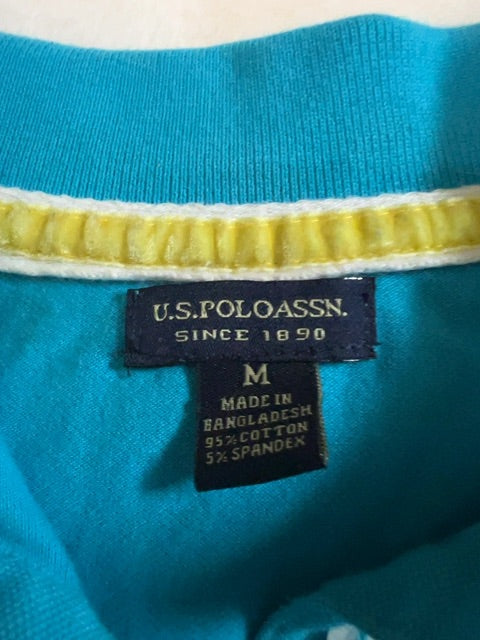 U.S.POLOASSN.
SINCE 1890
M
MADE IN
BANGLADESH
95% COTTON
5% SPANDEX